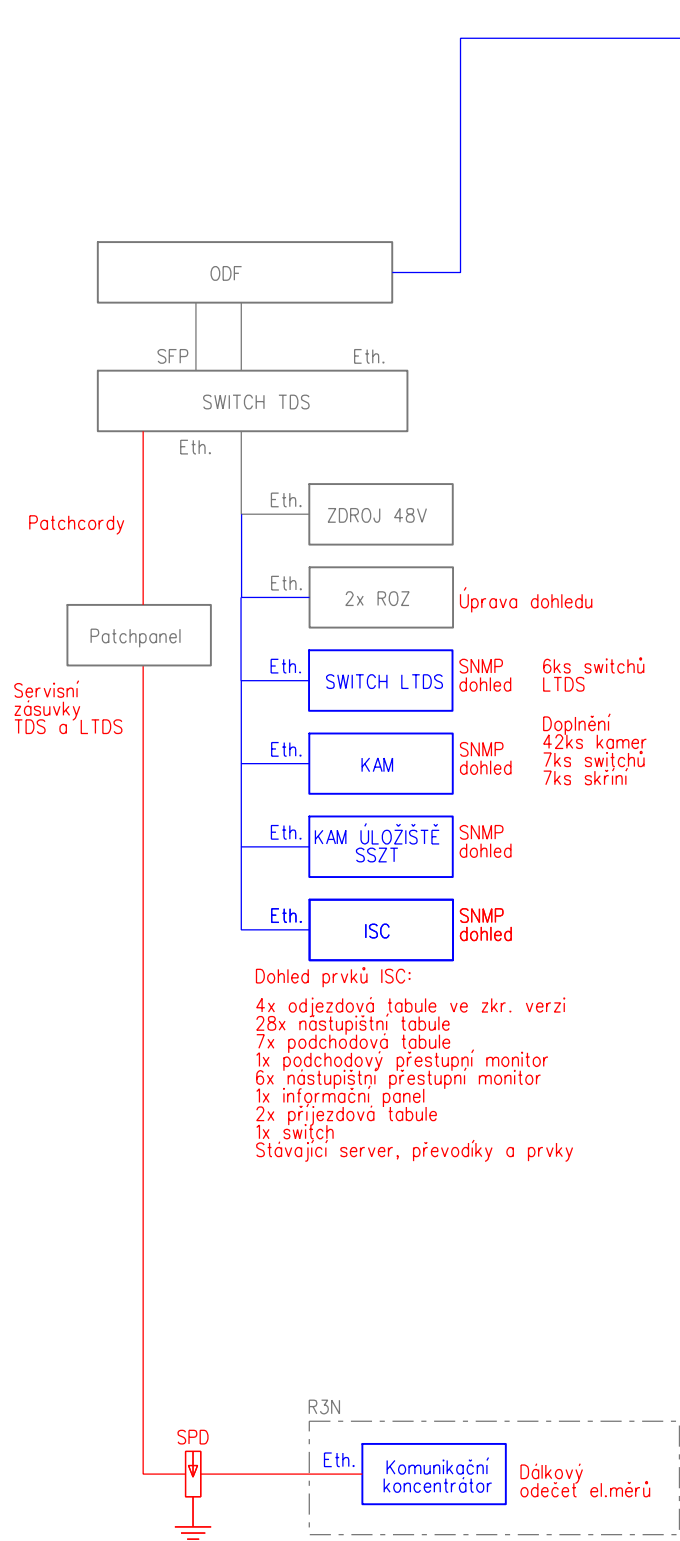 ODF
SFP
Eth.
SWITCH TDS
Eth.
Patchcordy
Eth.
ZDROJ 48V
Eth.
2x ROZ
Úprava dohledu
Patchpanel
Servisní
zásuvky
TDS a LTDS
Eth.
SWITCH LTDS
SNMP
dohled
6ks switchů
LTDS
Eth.
KAM
SNMP
dohled
Doplnění
42ks kamer
7ks switchů
7ks skříní
Eth.
KAM ÚLOŽIŠTĚ
SSZT
SNMP
dohled
Eth.
ISC
SNMP
dohled
Dohled prvků ISC:
4x odjezdová tabule ve zkr. verzi
28x nástupištní tabule
7x podchodová tabule
1x podchodový přestupní monitor
6x nástupištní přestupní monitor
1x informační panel
2x příjezdová tabule
1x switch
Stávající server, převodíky a prvky
R3N
SPD
Eth.
Komunikační
koncentrátor
Dálkový
odečet el.měrů